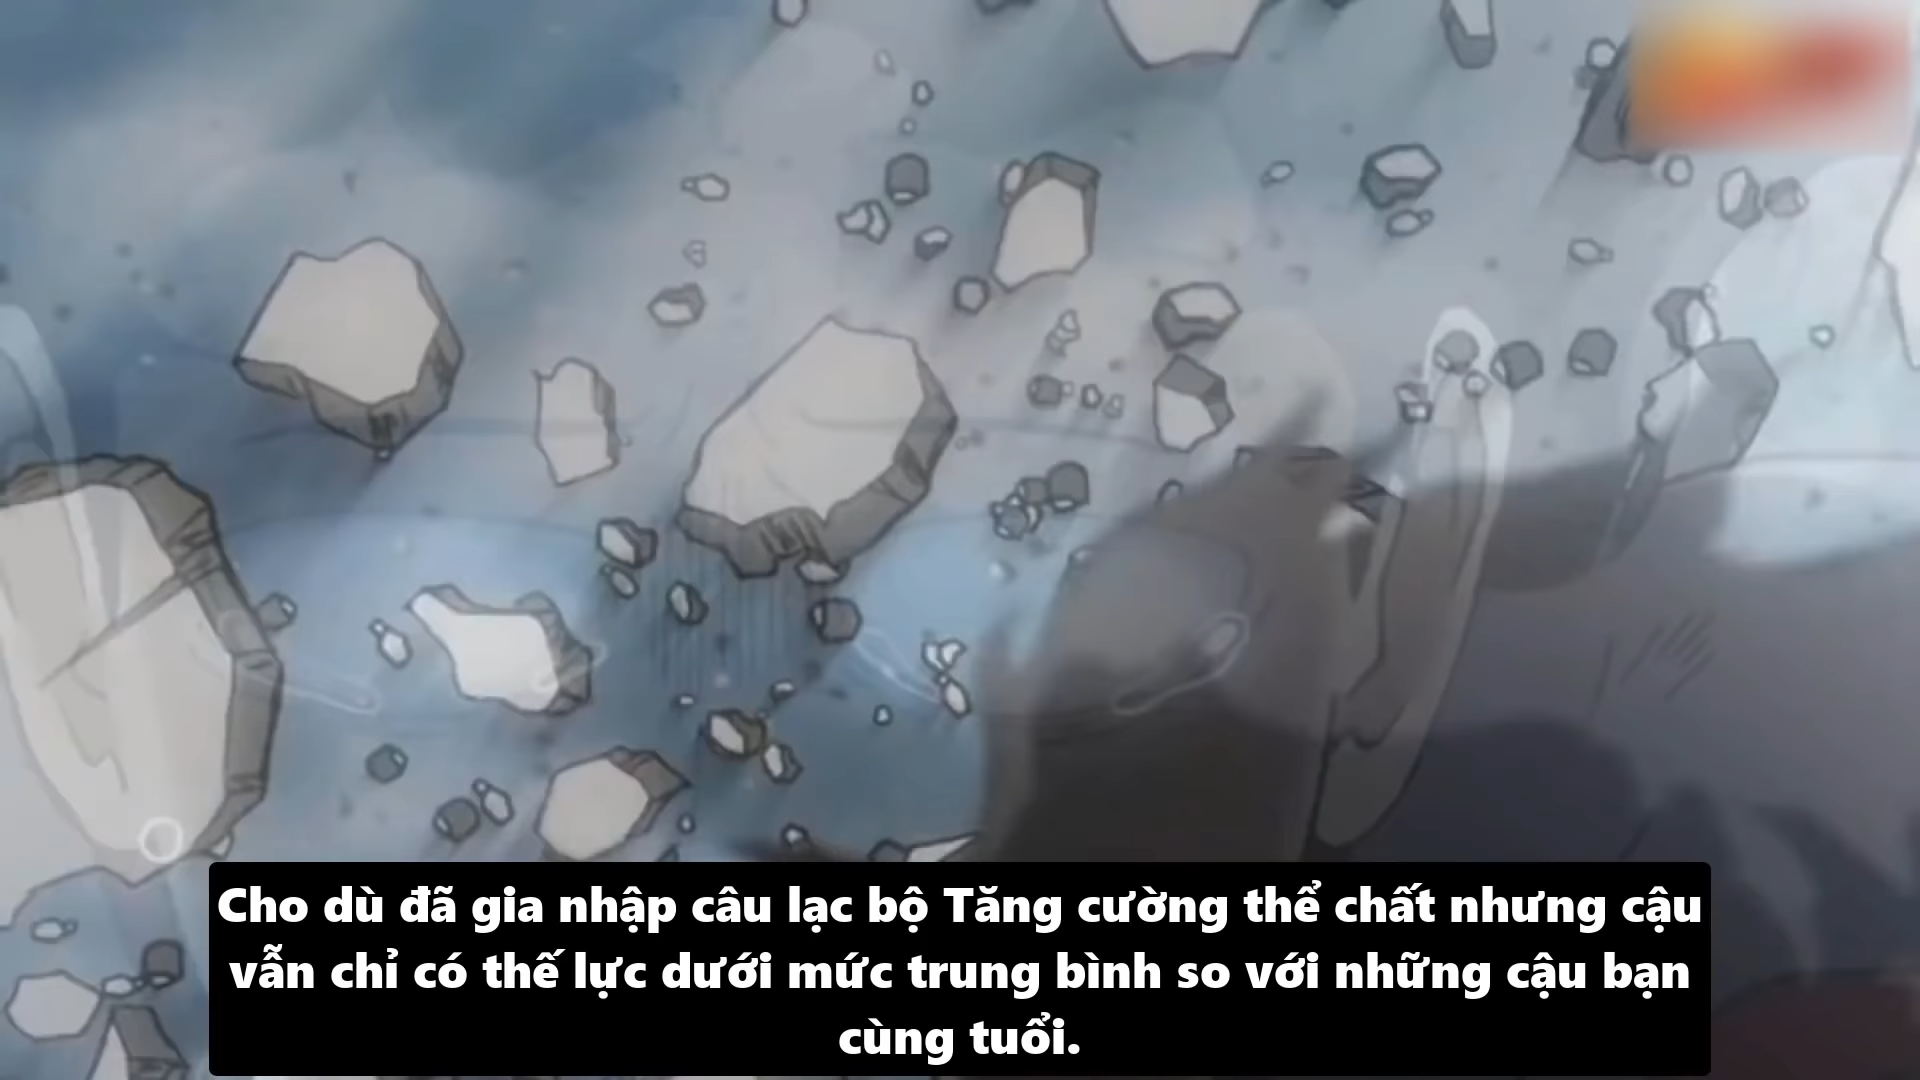 Cho dù đã gia nhập câu lạc bộ Tăng cường thể chất nhưng cậu
vẫn chỉ có thế lực dưới mức trung bình so với những cậu bạn
cùng tuổi.